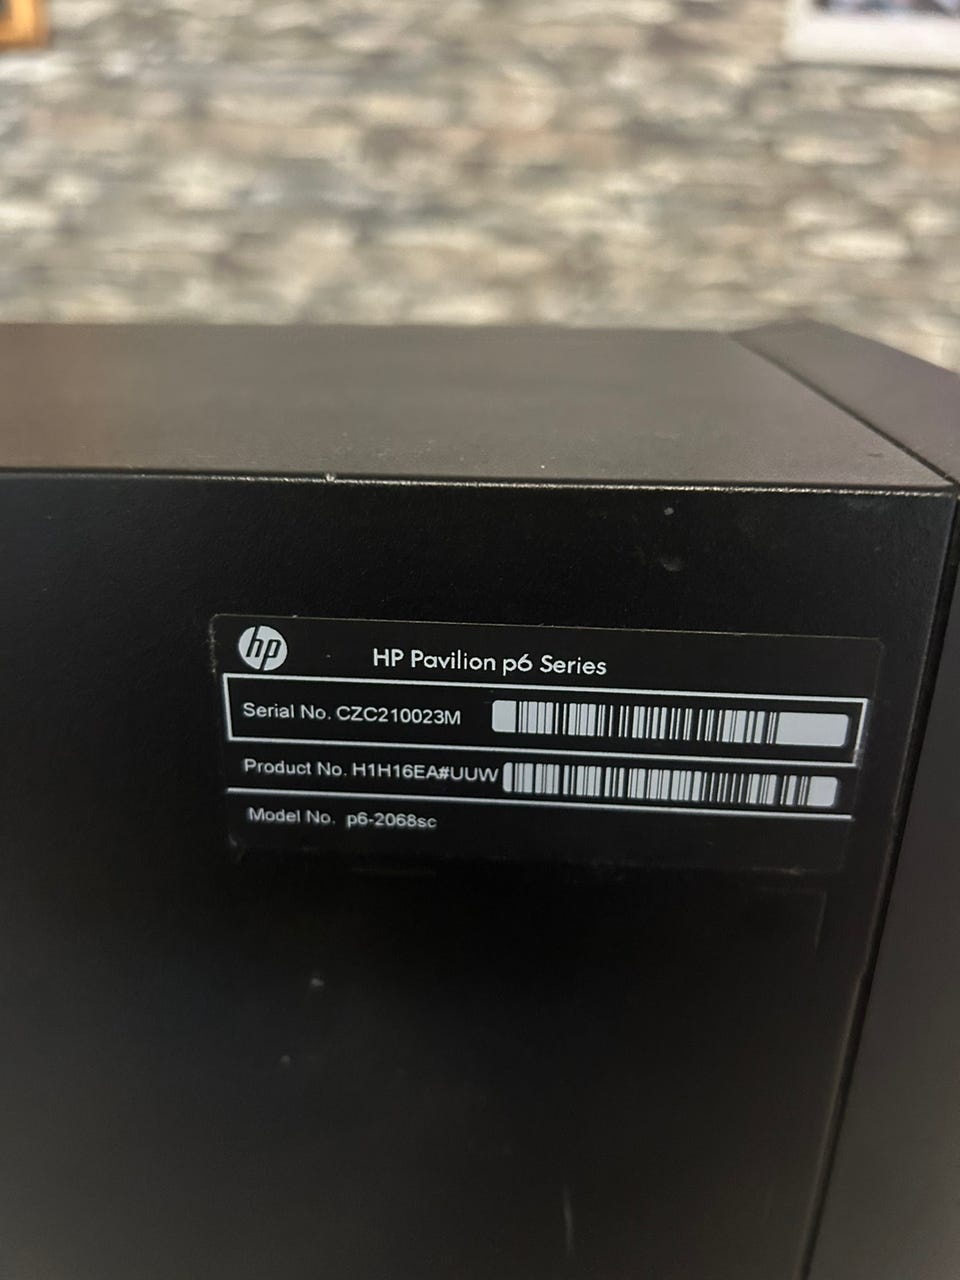 hp
HP Pavilion p6 Series
Serial No. CZC210023M
Product No. H1H16EA#UUW
Model No. p6-2068sc